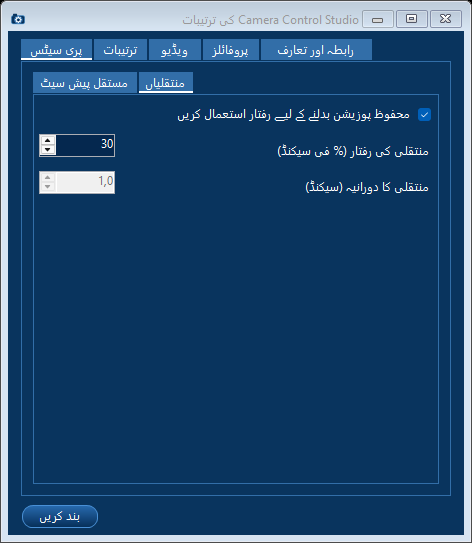 Camera Control Studio کی ترتیبات
پری سیٹس
ترتیبات
ویڈیو
پروفائلز
رابطہ اور تعارف
مستقل پیش سیٹ
منتقلیاں
محفوظ پوزیشن بدلنے کے لیے رفتار استعمال کریں
منتقلی کی رفتار (% فی سیکنڈ)
30
منتقلی کا دورانیہ (سیکنڈ)
1,0
بند کریں